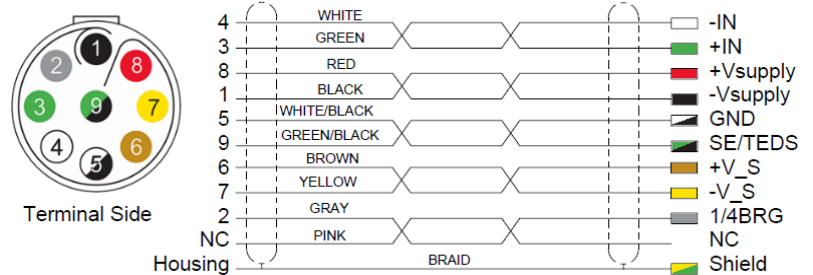 1
2
8
3
9
7
4
5
6
Terminal Side
4 WHITE -IN
3 GREEN +IN
8 RED +Vsupply
1 BLACK -Vsupply
5 WHITE/BLACK GND
9 GREEN/BLACK SE/TEDS
6 BROWN +V_S
7 YELLOW -V_S
2 GRAY 1/4BRG
NC PINK NC
Housing BRAID Shield